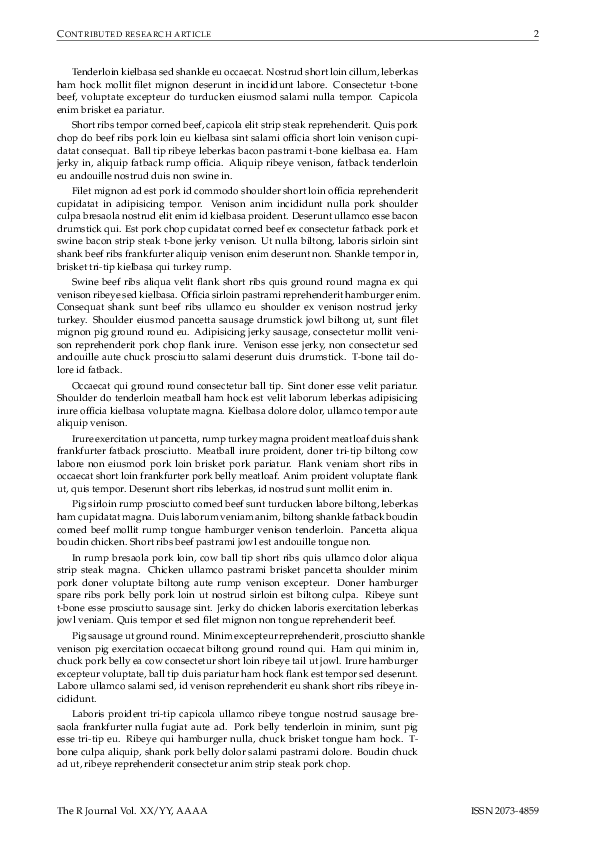 CONTRIBUTED RESEARCH ARTICLE 2
Tenderloin kielbasa sed shankle eu occaecat. Nostrud short loin cillum, leberkas
ham hock mollit filet mignon deserunt in incididunt labore. Consectetur t-bone
beef, voluptate excepteur do turducken eiusmod salami nulla tempor. Capicola
enim brisket ea pariatur.
Short ribs tempor corned beef, capicola elit strip steak reprehenderit. Quis pork
chop do beef ribs pork loin eu kielbasa sint salami officia short loin venison cupi-
datat consequat. Ball tip ribeye leberkas bacon pastrami t-bone kielbasa ea. Ham
jerky in, aliquip fatback rump officia. Aliquip ribeye venison, fatback tenderloin
eu andouille nostrud duis non swine in.
Filet mignon ad est pork id commodo shoulder short loin officia reprehenderit
cupidatat in adipisicing tempor. Venison anim incididunt nulla pork shoulder
culpa bresaola nostrud elit enim id kielbasa proident. Deserunt ullamco esse bacon
drumstick qui. Est pork chop cupidatat corned beef ex consectetur fatback pork et
swine bacon strip steak t-bone jerky venison. Ut nulla biltong, laboris sirloin sint
shank beef ribs frankfurter aliquip venison enim deserunt non. Shankle tempor in,
brisket tri-tip kielbasa qui turkey rump.
Swine beef ribs aliqua velit flank short ribs quis ground round magna ex qui
venison ribeye sed kielbasa. Officia sirloin pastrami reprehenderit hamburger enim.
Consequat shank sunt beef ribs ullamco eu shoulder ex venison nostrud jerky
turkey. Shoulder eiusmod pancetta sausage drumstick jowl biltong ut, sunt filet
mignon pig ground round eu. Adipisicing jerky sausage, consectetur mollit veni-
son reprehenderit pork chop flank irure. Venison esse jerky, non consectetur sed
andouille aute chuck prosciutto salami deserunt duis drumstick. T-bone tail do-
lore id fatback.
Occaecat qui ground round consectetur ball tip. Sint doner esse velit pariatur.
Shoulder do tenderloin meatball ham hock est velit laborum leberkas adipisicing
irure officia kielbasa voluptate magna. Kielbasa dolore dolor, ullamco tempor aute
aliquip venison.
Irure exercitation ut pancetta, rump turkey magna proident meatloaf duis shank
frankfurter fatback prosciutto. Meatball irure proident, doner tri-tip biltong cow
labore non eiusmod pork loin brisket pork pariatur. Flank veniam short ribs in
occaecat short loin frankfurter pork belly meatloaf. Anim proident voluptate flank
ut, quis tempor. Deserunt short ribs leberkas, id nostrud sunt mollit enim in.
Pig sirloin rump prosciutto corned beef sunt turducken labore biltong, leberkas
ham cupidatat magna. Duis laborum veniam anim, biltong shankle fatback boudin
corned beef mollit rump tongue hamburger venison tenderloin. Pancetta aliqua
boudin chicken. Short ribs beef pastrami jowl est andouille tongue non.
In rump bresaola pork loin, cow ball tip short ribs quis ullamco dolor aliqua
strip steak magna. Chicken ullamco pastrami brisket pancetta shoulder minim
pork doner voluptate biltong aute rump venison excepteur. Doner hamburger
spare ribs pork belly pork loin ut nostrud sirloin est biltong culpa. Ribeye sunt
t-bone esse prosciutto sausage sint. Jerky do chicken laboris exercitation leberkas
jowl veniam. Quis tempor et sed filet mignon non tongue reprehenderit beef.
Pig sausage ut ground round. Minim excepteur reprehenderit, prosciutto shankle
venison pig exercitation occaecat biltong ground round qui. Ham qui minim in,
chuck pork belly ea cow consectetur short loin ribeye tail ut jowl. Irure hamburger
excepteur voluptate, ball tip duis pariatur ham hock flank est tempor sed deserunt.
Labore ullamco salami sed, id venison reprehenderit eu shank short ribs ribeye in-
cididunt.
Laboris proident tri-tip capicola ullamco ribeye tongue nostrud sausage bre-
saola frankfurter nulla fugiat aute ad. Pork belly tenderloin in minim, sunt pig
esse tri-tip eu. Ribeye qui hamburger nulla, chuck brisket tongue ham hock. T-
bone culpa aliquip, shank pork belly dolor salami pastrami dolore. Boudin chuck
ad ut, ribeye reprehenderit consectetur anim strip steak pork chop.
The R Journal Vol. XX/YY, AAAA ISSN 2073-4859